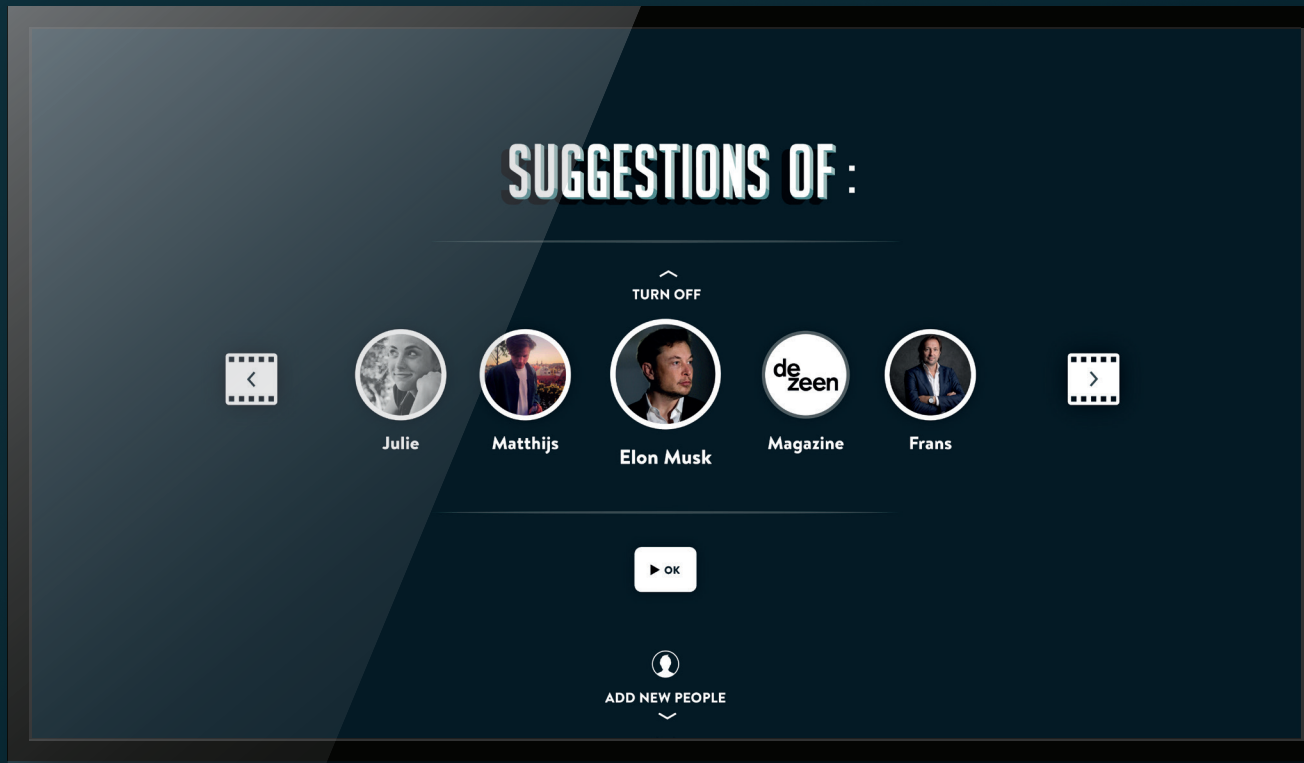 SUGGESTIONS OF :
TURN OFF
de
zeen
Julie
Matthijs
Elon Musk
Magazine
Frans
OK
ADD NEW PEOPLE